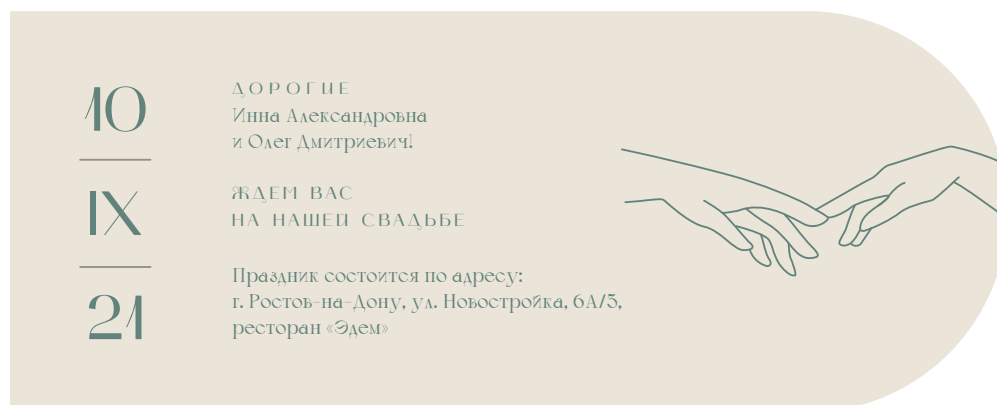 10
IX
21
ДОРОГИЕ
Инна Александровна
и Олег Дмитриевич!
ЖДЕМ ВАС
НА НАШЕЙ СВАДЬБЕ
Праздник состоится по адресу:
г. Ростов-на-Дону, ул. Новостройка, 6А/3,
ресторан «Эдем»